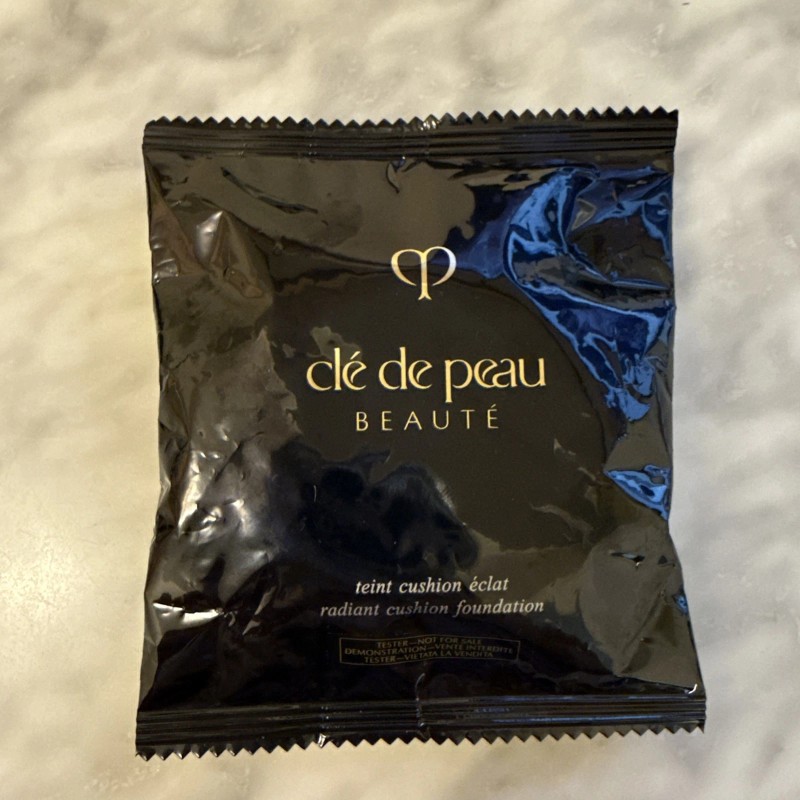 clé de peau
BEAUTÉ
teint cushion éclat
radiant cushion foundation
TESTER—NOT FOR SALE
DEMONSTRATION—VENTE INTERDITE
TESTER—VIETATA LA VENDITA